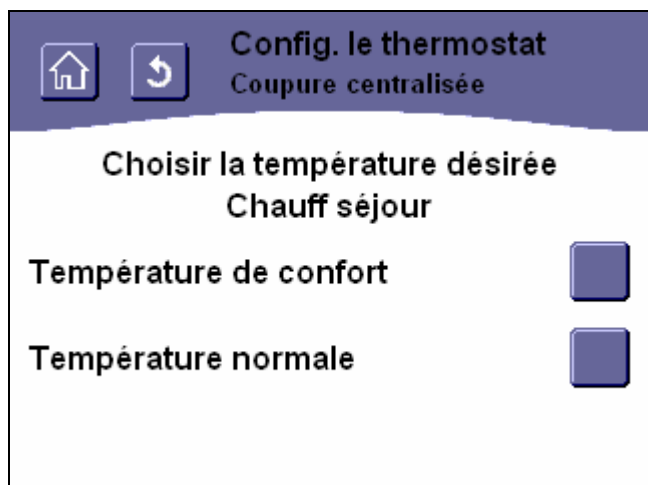 Config. le thermostat
Coupure centralisée
Choisir la température désirée
Chauff séjour
Température de confort
Température normale